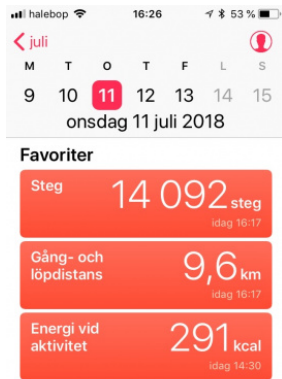 halebop 16:26 53 %
juli
M T O T F L S
9 10 11 12 13 14 15
onsdag 11 juli 2018
Favoriter
Steg 14 092 steg
idag 16:17
Gång- och
löpdistans 9,6 km
idag 16:17
Energi vid
aktivitet 291 kcal
idag 14:30